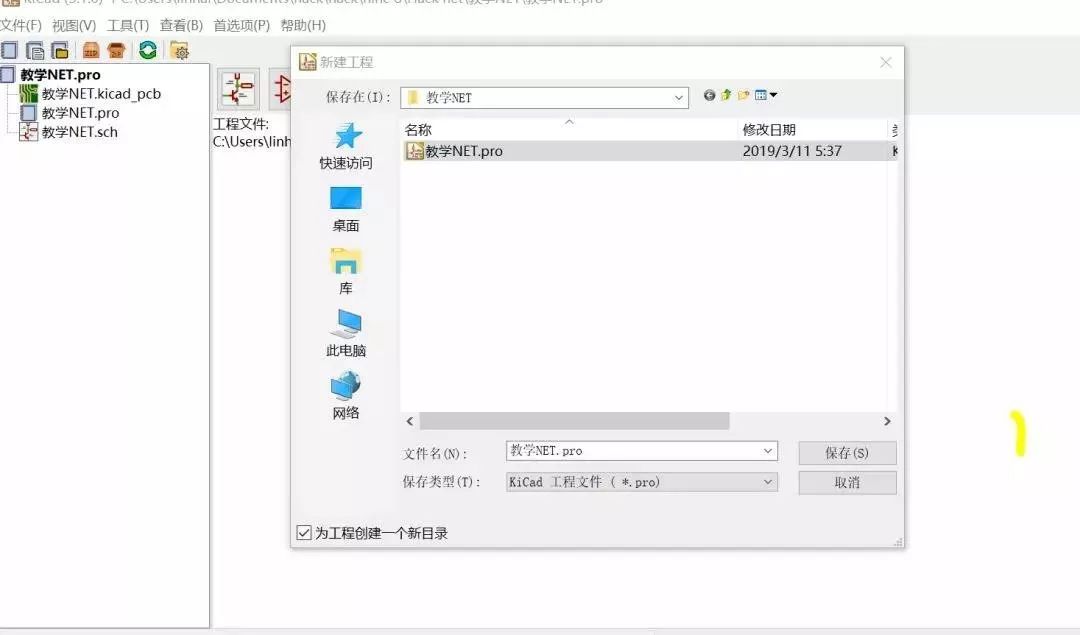 文件(F) 视图(V) 工具(T) 查看(B) 首选项(P) 帮助(H)
教学NET.pro
教学NET.kicad_pcb
教学NET.pro
教学NET.sch
工程文件:
C:\Users\linh
新建工程
保存在(I):
教学NET
快速访问
桌面
库
此电脑
网络
名称 修改日期
教学NET.pro 2019/3/11 5:37
文件名(N): 教学NET.pro 保存(S)
保存类型(T): KiCad 工程文件 ( *.pro) 取消
为工程创建一个新目录